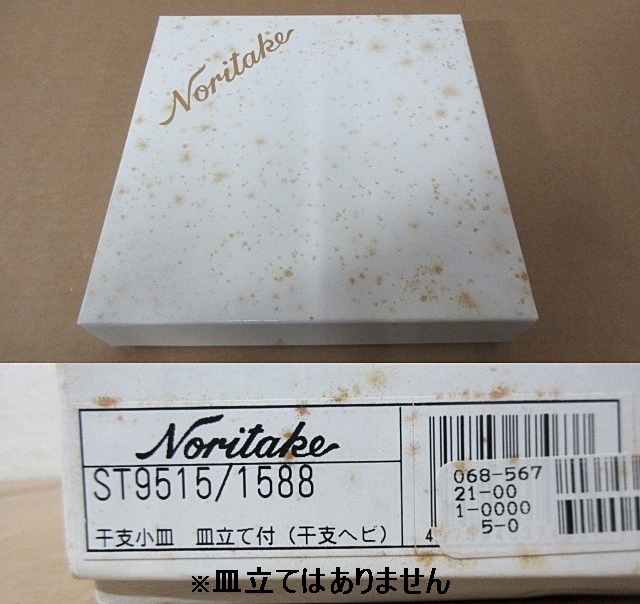 Noritake
Noritake
ST9515/1588
干支小皿 皿立て付(干支ヘビ)
4
068-567
21-00
1-0000
5-0
※皿立てはありません